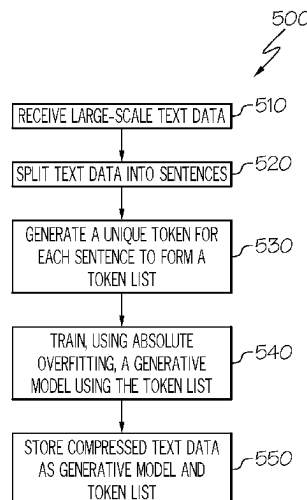 500
RECEIVE LARGE-SCALE TEXT DATA
510
SPLIT TEXT DATA INTO SENTENCES
520
GENERATE A UNIQUE TOKEN FOR
EACH SENTENCE TO FORM A
TOKEN LIST
530
TRAIN, USING ABSOLUTE
OVERFITTING, A GENERATIVE
MODEL USING THE TOKEN LIST
540
STORE COMPRESSED TEXT DATA
AS GENERATIVE MODEL AND
TOKEN LIST
550